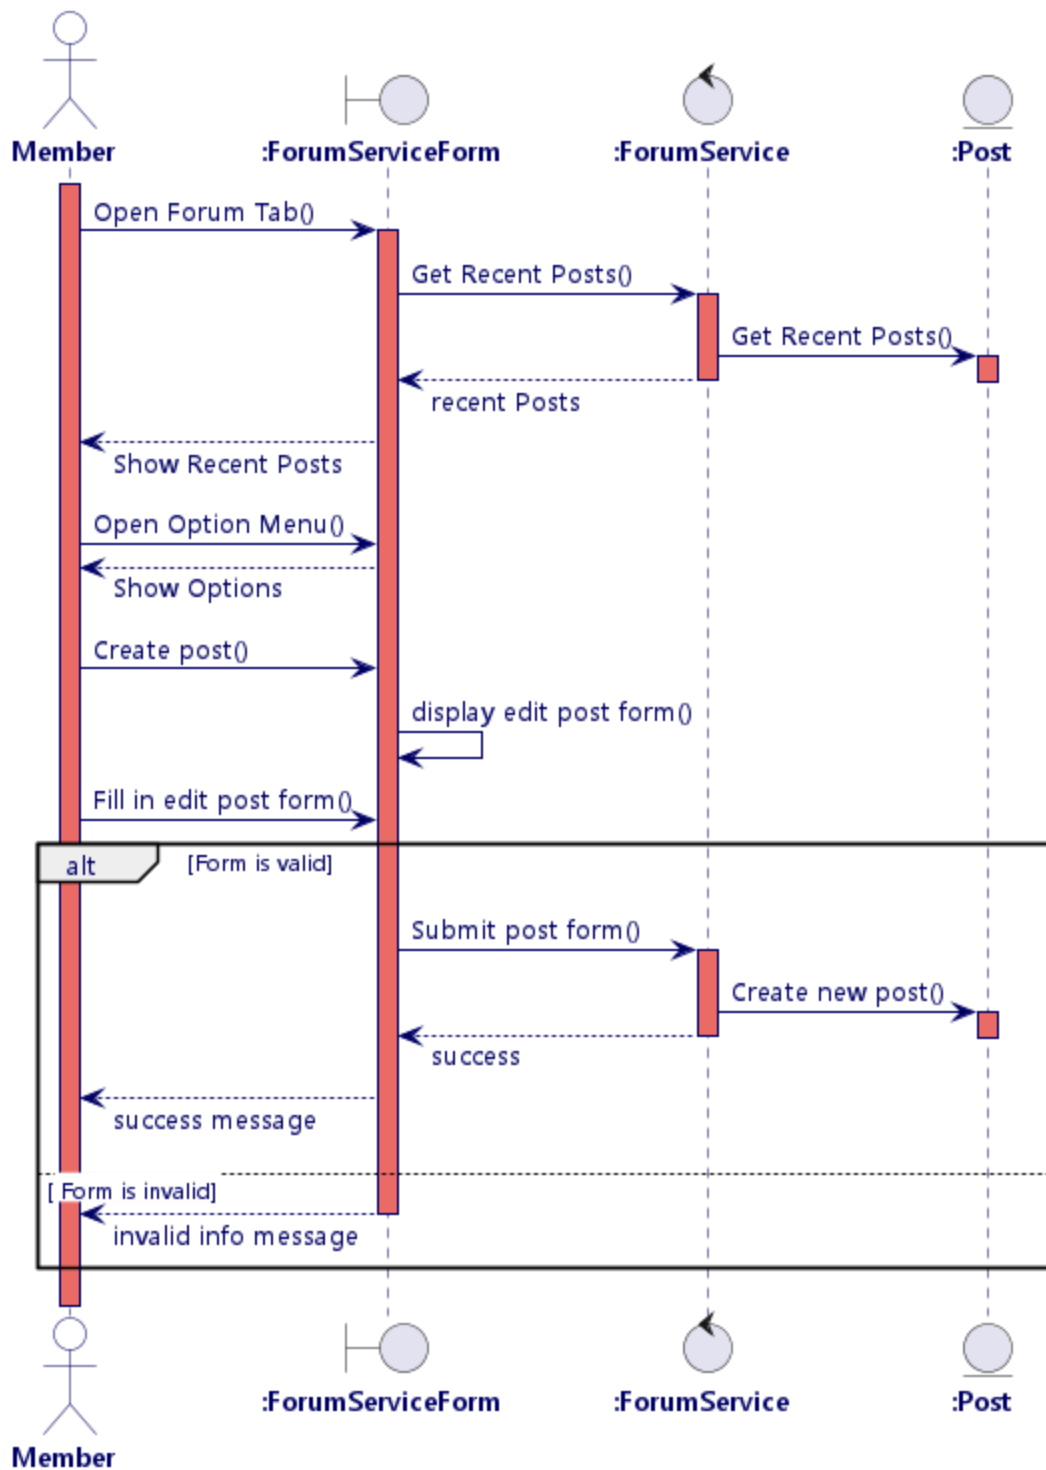 Member
:ForumServiceForm
:ForumService
:Post
Open Forum Tab()
Get Recent Posts()
Get Recent Posts()
recent Posts
Show Recent Posts
Open Option Menu()
Show Options
Create post()
display edit post form()
Fill in edit post form()
alt
[Form is valid]
Submit post form()
Create new post()
success
success message
[ Form is invalid]
invalid info message
:ForumServiceForm
:ForumService
:Post
Member